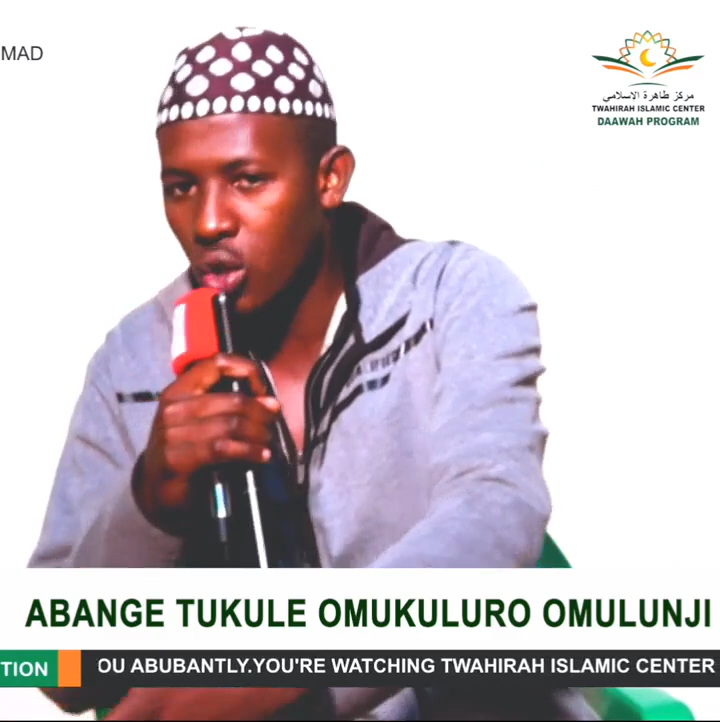 MAD
مركز طاهرة الاسلامي
TWAHIRAH ISLAMIC CENTER
DAAWAH PROGRAM
ABANGE TUKULE OMUKULURO OMULUNJI
TION OU ABUBANTLY.YOU'RE WATCHING TWAHIRAH ISLAMIC CENTER